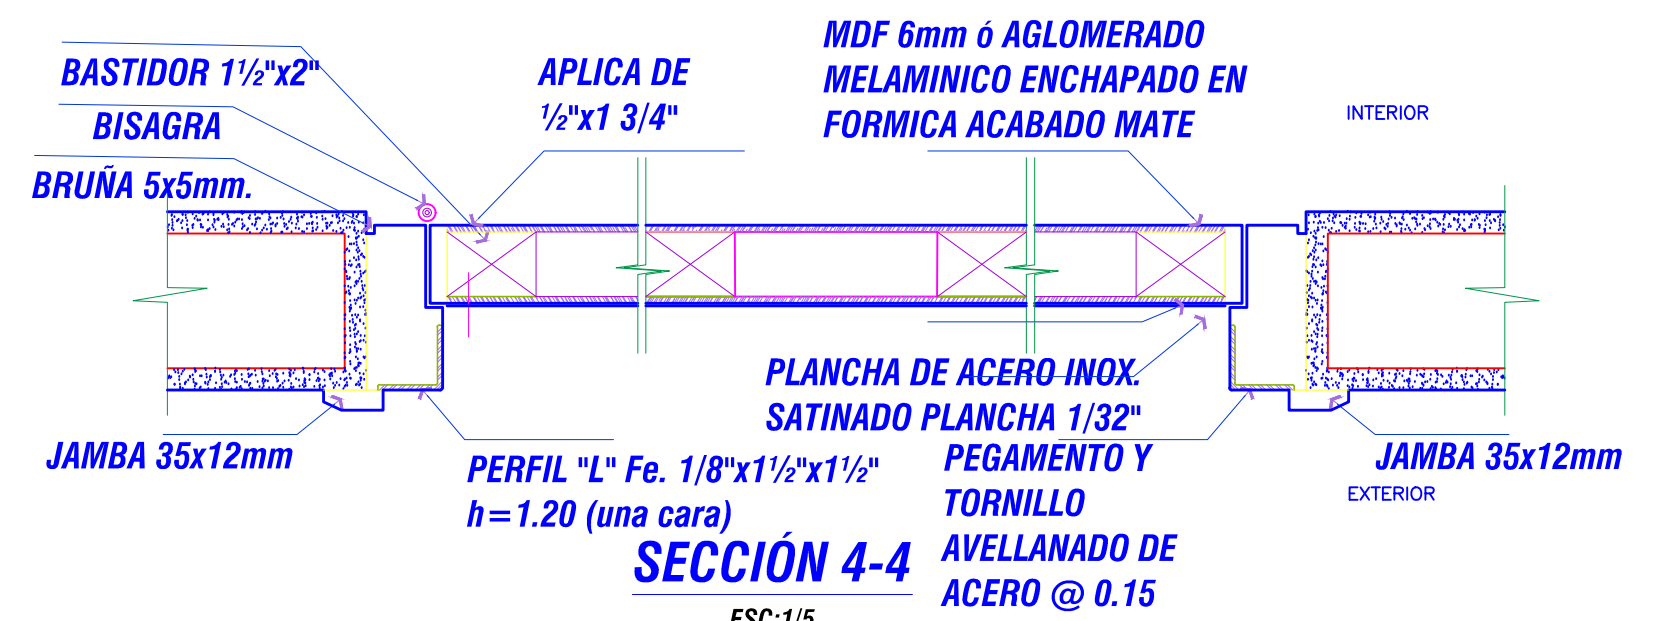 BASTIDOR 1½"x2"
BISAGRA
BRUÑA 5x5mm.
APLICA DE
½"x1 3/4"
MDF 6mm ó AGLOMERADO
MELAMINICO ENCHAPADO EN
FORMICA ACABADO MATE
INTERIOR
PLANCHA DE ACERO INOX.
SATINADO PLANCHA 1/32"
JAMBA 35x12mm
PERFIL "L" Fe. 1/8"x1½"x1½"
h=1.20 (una cara)
PEGAMENTO Y
TORNILLO
AVELLANADO DE
ACERO @ 0.15
JAMBA 35x12mm
EXTERIOR
SECCIÓN 4-4
ESC:1/5